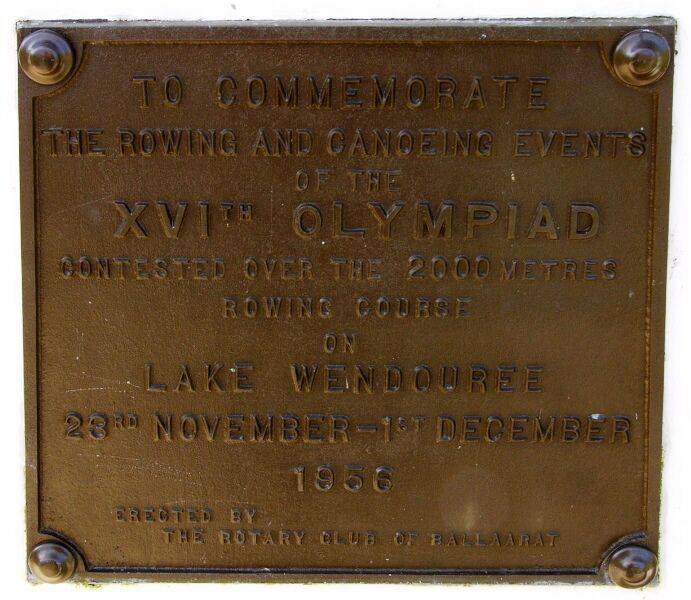 TO COMMEMORATE
THE ROWING AND CANOEING EVENTS
OF THE
XVITH OLYMPIAD
CONTESTED OVER THE 2000 METRES
ROWING COURSE
ON
LAKE WENDOUREE
23RD NOVEMBER-1ST DECEMBER
1956
ERECTED BY
THE ROTARY CLUB OF BALLAARAT